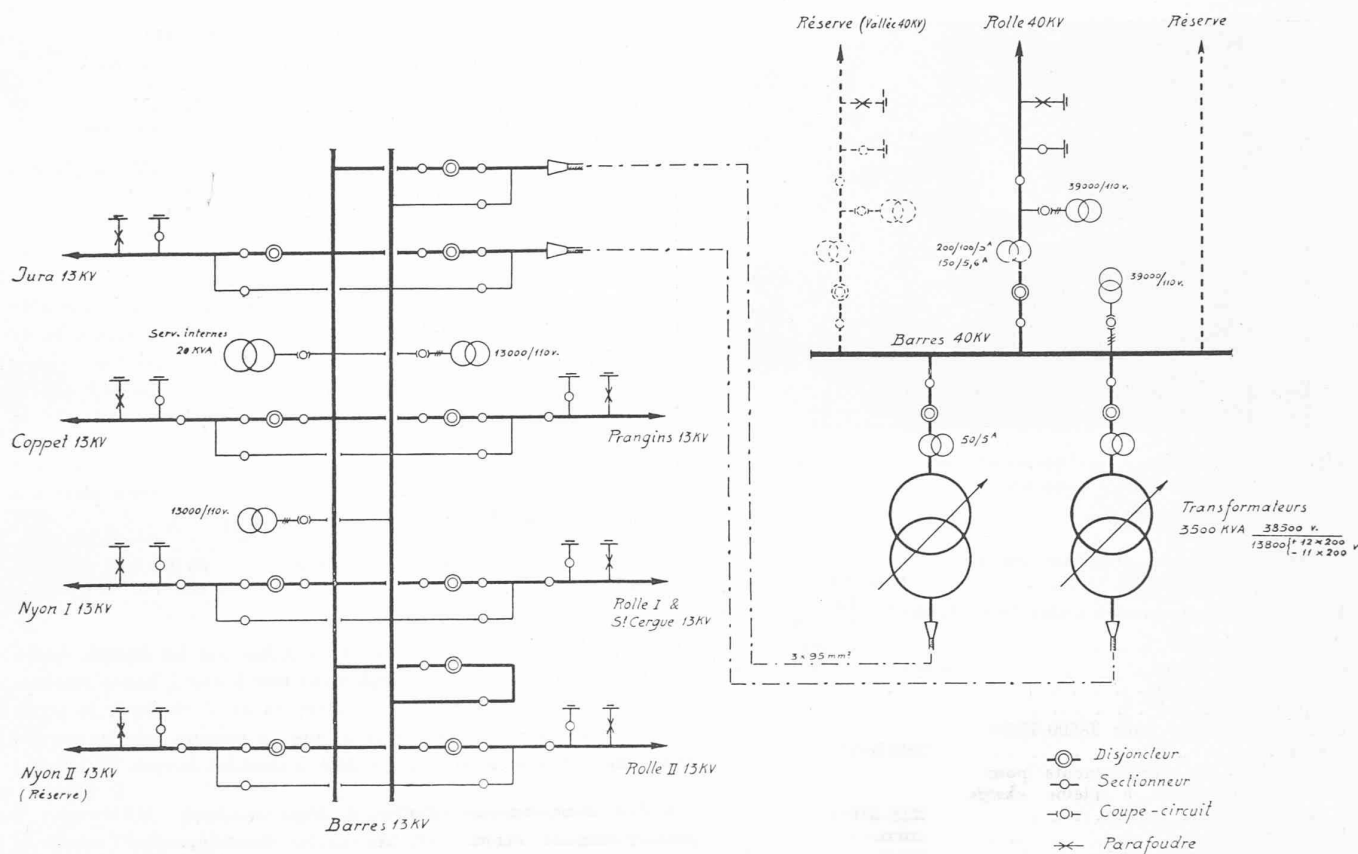 Réserve (Vallée 40KV)
Rolle 40KV
Réserve
39000/110 v.
200/100/5ᴬ
150/5,6ᴬ
39000/110 v.
Barres 40KV
50/5ᴬ
Transformateurs
3500 KVA 38500 v.
13800 + 12 × 200 v
- 11 × 200
Jura 13KV
Serv. internes
20 KVA
13000/110 v.
Coppet 13KV
Prangins 13KV
13000/110 v.
Nyon I 13KV
Rolle I &
St Cergue 13KV
3 × 95 mm²
Nyon II 13KV
(Réserve)
Rolle II 13KV
Barres 13KV
Disjoncteur
Sectionneur
Coupe-circuit
Parafoudre